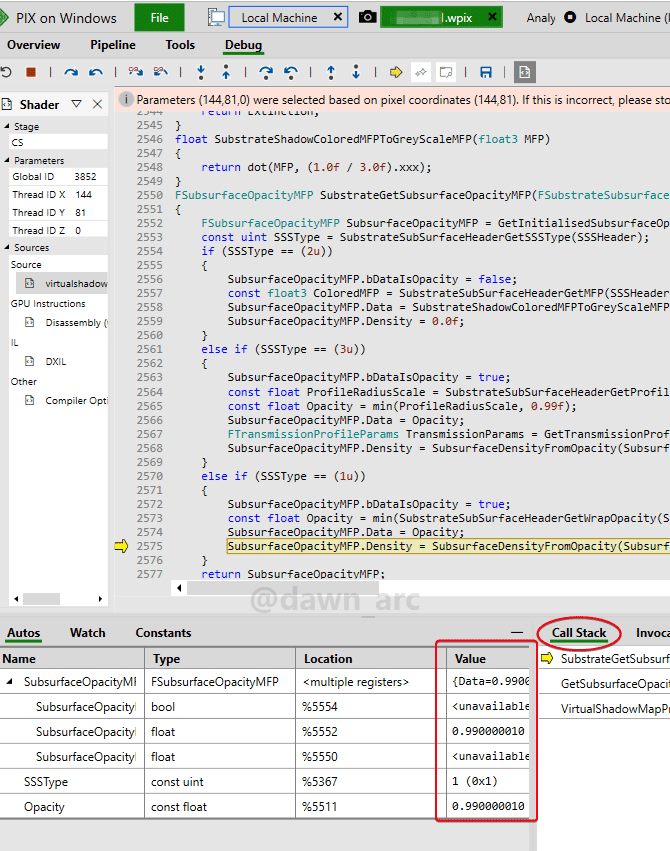 PIX on Windows
File
Local Machine
l.wpix
Analy
Local Machine (
Overview
Pipeline
Tools
Debug
Shader
Parameters (144,81,0) were selected based on pixel coordinates (144,81). If this is incorrect, please sto
Stage
CS
Parameters
Global ID 3852
Thread ID X 144
Thread ID Y 81
Thread ID Z 0
Sources
Source
virtualshadow
GPU Instructions
Disassembly (
IL
DXIL
Other
Compiler Opti
2544 return Extinction;
2545 }
2546 float SubstrateShadowColoredMFPToGreyScaleMFP(float3 MFP)
2547 {
2548 return dot(MFP, (1.0f / 3.0f).xxx);
2549 }
2550 FSubsurfaceOpacityMFP SubstrateGetSubsurfaceOpacityMFP(FSubstrateSubsurface
2551 {
2552 FSubsurfaceOpacityMFP SubsurfaceOpacityMFP = GetInitialisedSubsurfaceOp
2553 const uint SSSType = SubstrateSubSurfaceHeaderGetSSSType(SSSHeader);
2554 if (SSSType == (2u))
2555 {
2556 SubsurfaceOpacityMFP.bDataIsOpacity = false;
2557 const float3 ColoredMFP = SubstrateSubSurfaceHeaderGetMFP(SSSHeader
2558 SubsurfaceOpacityMFP.Data = SubstrateShadowColoredMFPToGreyScaleMFP
2559 SubsurfaceOpacityMFP.Density = 0.0f;
2560 }
2561 else if (SSSType == (3u))
2562 {
2563 SubsurfaceOpacityMFP.bDataIsOpacity = true;
2564 const float ProfileRadiusScale = SubstrateSubSurfaceHeaderGetProfil
2565 const float Opacity = min(ProfileRadiusScale, 0.99f);
2566 SubsurfaceOpacityMFP.Data = Opacity;
2567 FTransmissionProfileParams TransmissionParams = GetTransmissionProf
2568 SubsurfaceOpacityMFP.Density = SubsurfaceDensityFromOpacity(Subsurf
2569 }
2570 else if (SSSType == (1u))
2571 {
2572 SubsurfaceOpacityMFP.bDataIsOpacity = true;
2573 const float Opacity = min(SubstrateSubSurfaceHeaderGetWrapOpacity(S
2574 SubsurfaceOpacityMFP.Data = Opacity;
2575 SubsurfaceOpacityMFP.Density = SubsurfaceDensityFromOpacity(Subsurf
2576 }
2577 return SubsurfaceOpacityMFP;
@dawn_arc
Autos
Watch
Constants
Name Type Location Value
SubsurfaceOpacityMF FSubsurfaceOpacityMFP <multiple registers> {Data=0.9900
SubsurfaceOpacityl bool %5554 <unavailable
SubsurfaceOpacityl float %5552 0.990000010
SubsurfaceOpacityl float %5550 <unavailable
SSSType const uint %5367 1 (0x1)
Opacity const float %5511 0.990000010
Call Stack
Invoca
SubstrateGetSubsurf
GetSubsurfaceOpacit
VirtualShadowMapPr